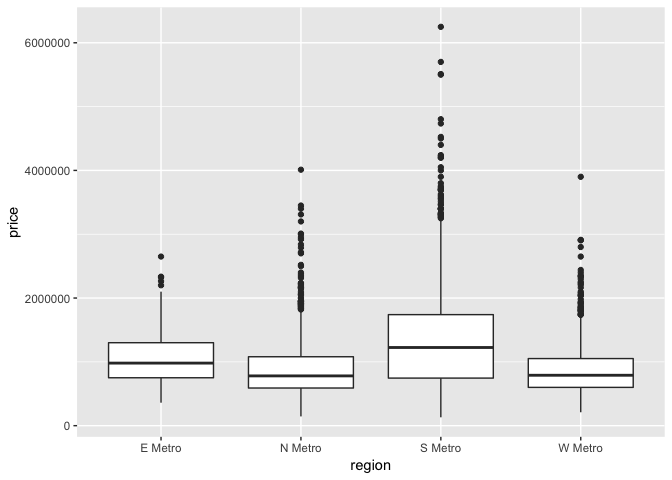 6000000
4000000
2000000
0
price
E Metro
N Metro
S Metro
W Metro
region